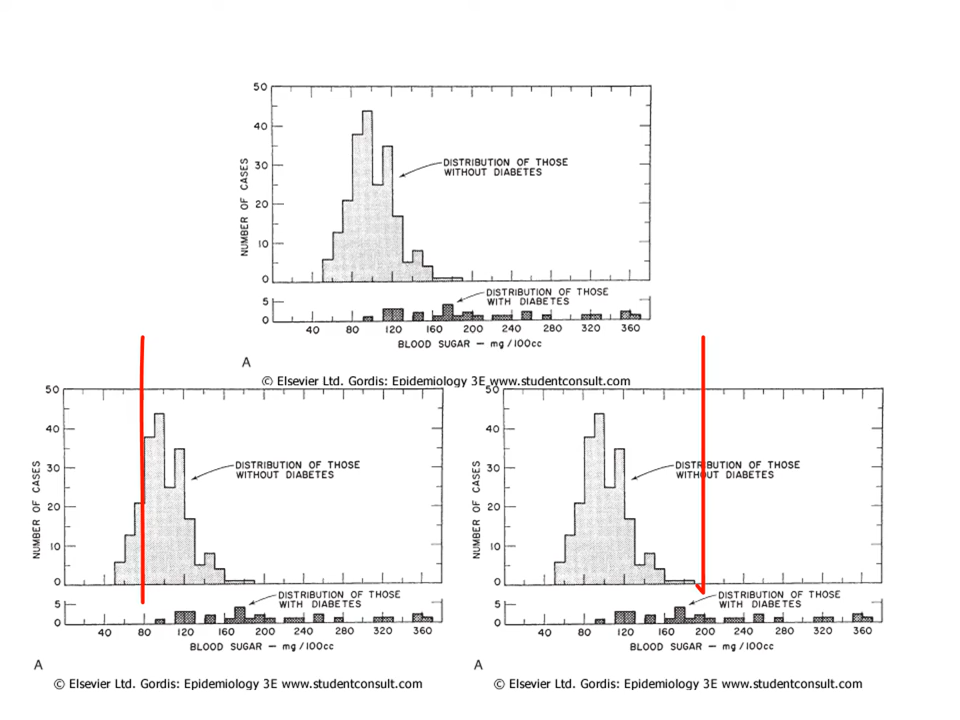 50
40
30
20
10
0
NUMBER OF CASES
DISTRIBUTION OF THOSE
WITHOUT DIABETES
DISTRIBUTION OF THOSE
WITH DIABETES
5
0
40 80 120 160 200 240 280 320 360
BLOOD SUGAR — mg/100cc
A
© Elsevier Ltd. Gordis: Epidemiology 3E www.studentconsult.com
50
40
30
20
10
0
NUMBER OF CASES
DISTRIBUTION OF THOSE
WITHOUT DIABETES
DISTRIBUTION OF THOSE
WITH DIABETES
5
0
40 80 120 160 200 240 280 320 360
BLOOD SUGAR — mg/100cc
A
© Elsevier Ltd. Gordis: Epidemiology 3E www.studentconsult.com
50
40
30
20
10
0
NUMBER OF CASES
DISTRIBUTION OF THOSE
WITHOUT DIABETES
DISTRIBUTION OF THOSE
WITH DIABETES
5
0
40 80 120 160 200 240 280 320 360
BLOOD SUGAR — mg/100cc
A
© Elsevier Ltd. Gordis: Epidemiology 3E www.studentconsult.com